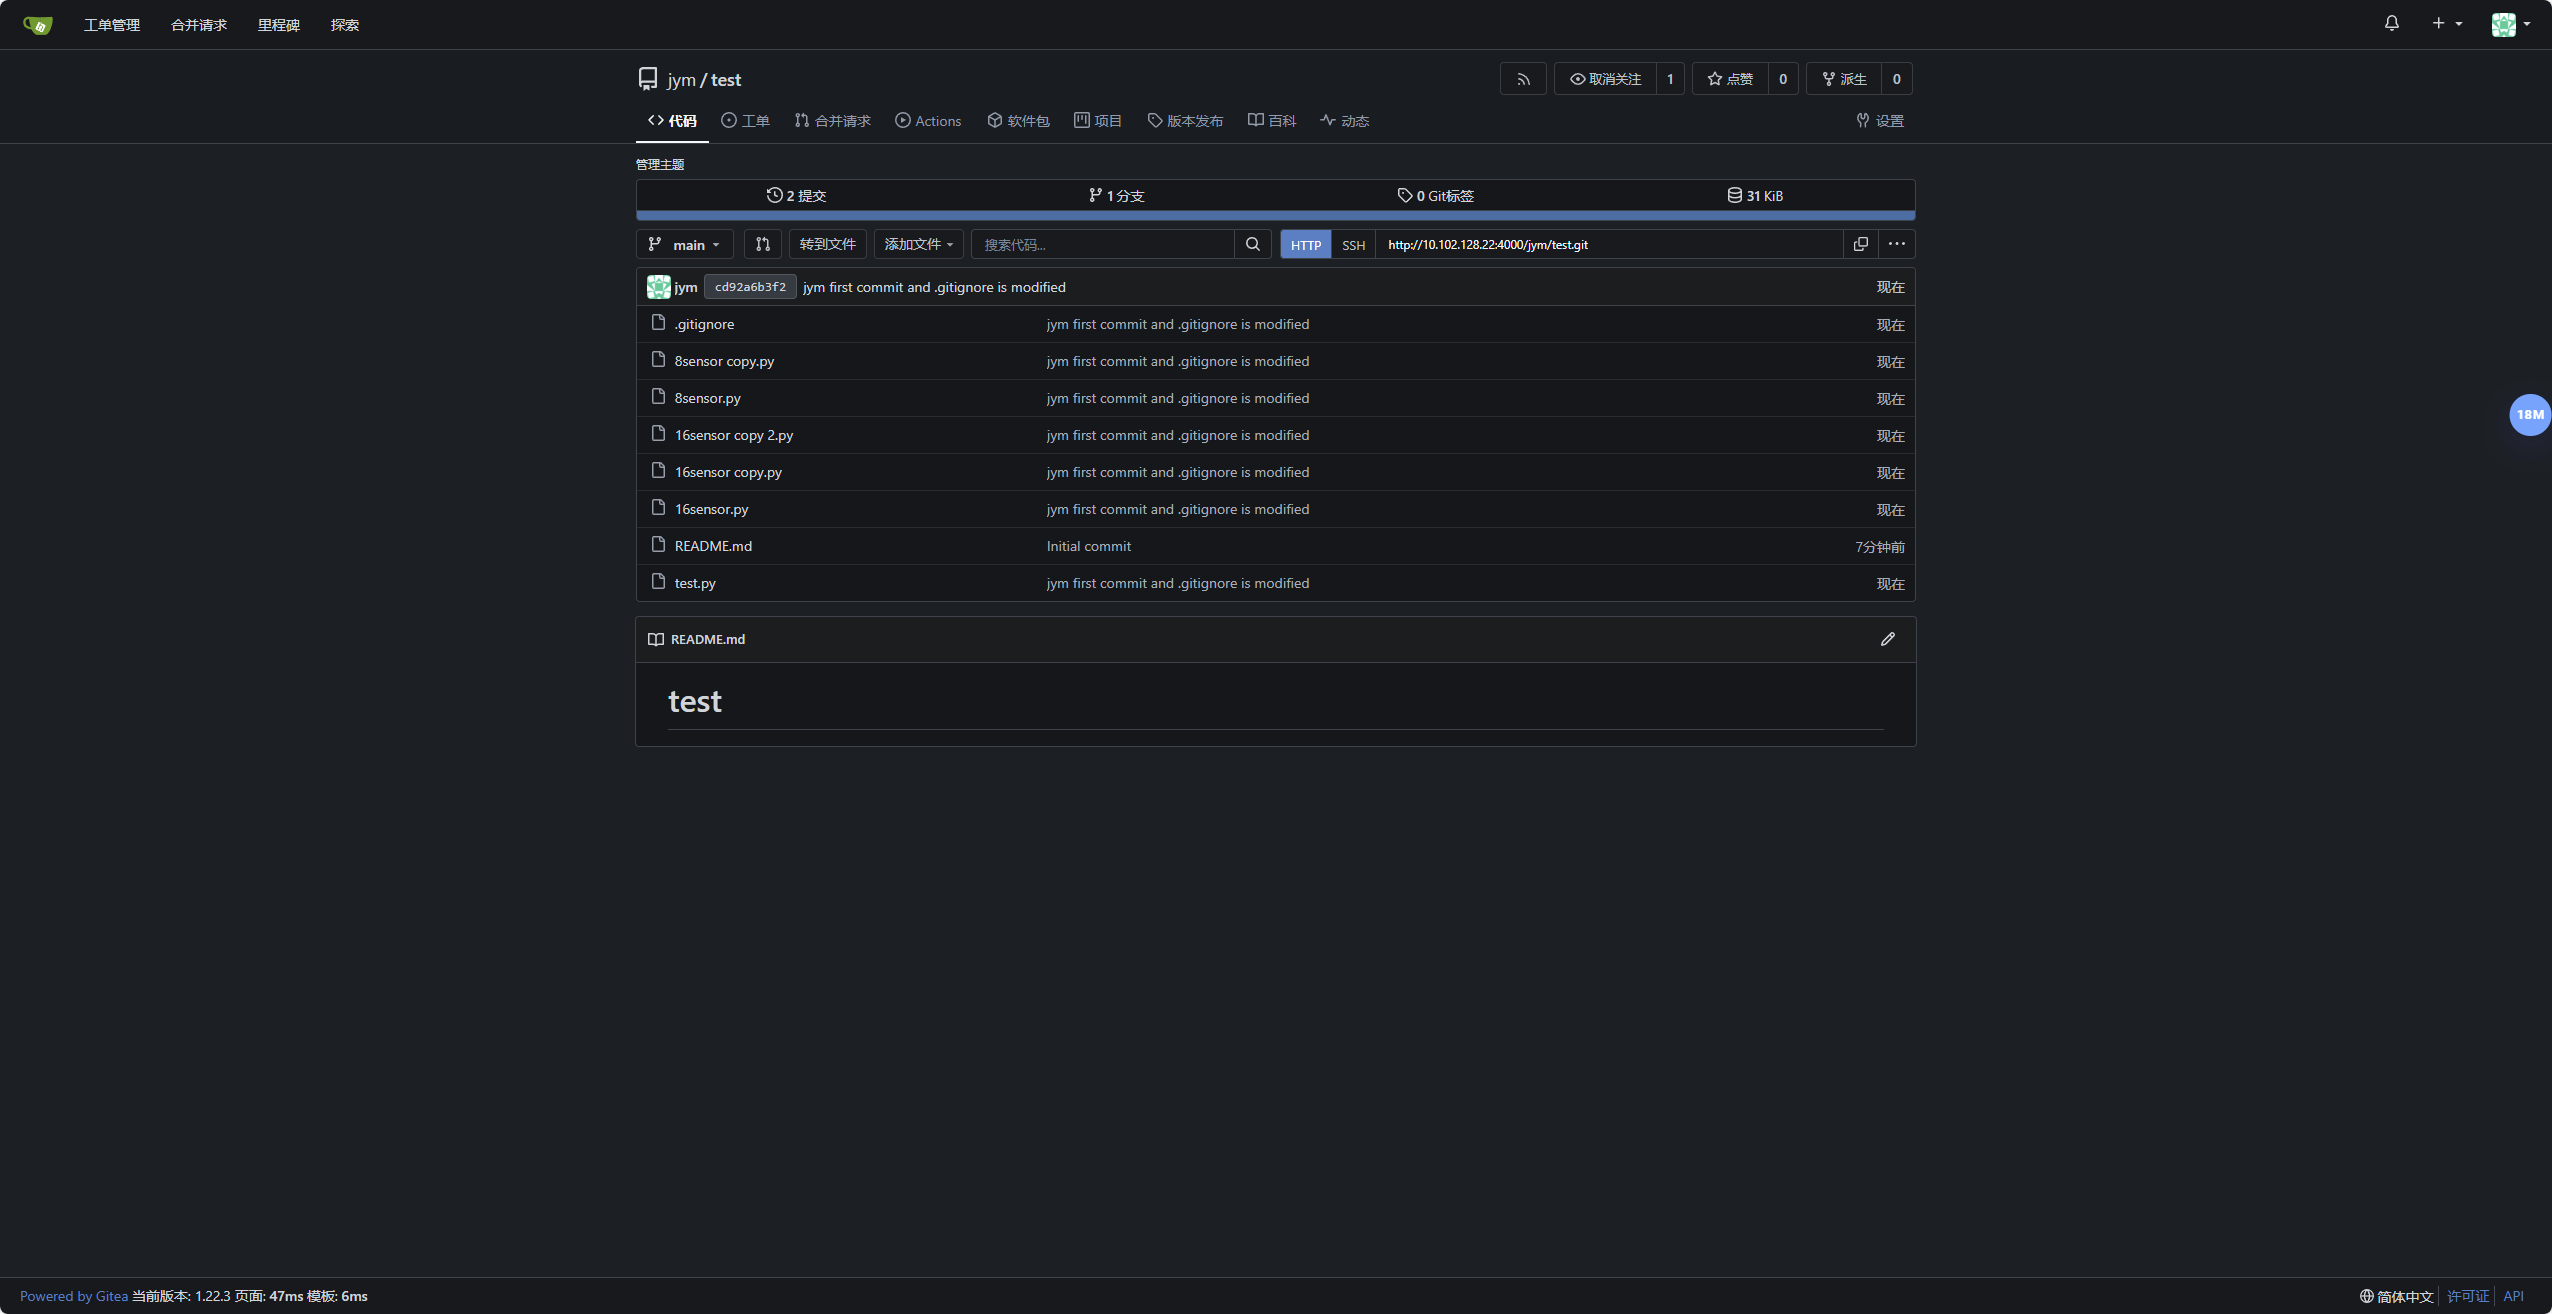 工单管理 合并请求 里程碑 探索
jym / test 取消关注 1 点赞 0 派生 0
代码 工单 合并请求 Actions 软件包 项目 版本发布 百科 动态 设置
管理主题
2 提交 1 分支 0 Git标签 31 KiB
main 转到文件 添加文件 搜索代码... HTTP SSH http://10.102.128.22:4000/jym/test.git
jym cd92a6b3f2 jym first commit and .gitignore is modified 现在
.gitignore jym first commit and .gitignore is modified 现在
8sensor copy.py jym first commit and .gitignore is modified 现在
8sensor.py jym first commit and .gitignore is modified 现在
18M
16sensor copy 2.py jym first commit and .gitignore is modified 现在
16sensor copy.py jym first commit and .gitignore is modified 现在
16sensor.py jym first commit and .gitignore is modified 现在
README.md Initial commit 7分钟前
test.py jym first commit and .gitignore is modified 现在
README.md
test
Powered by Gitea 当前版本: 1.22.3 页面: 47ms 模板: 6ms 简体中文 许可证 API